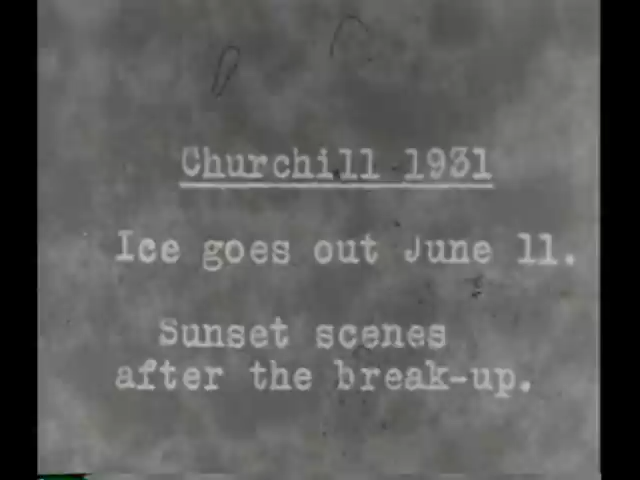 Churchill 1931
Ice goes out June 11.
Sunset scenes
after the break-up.